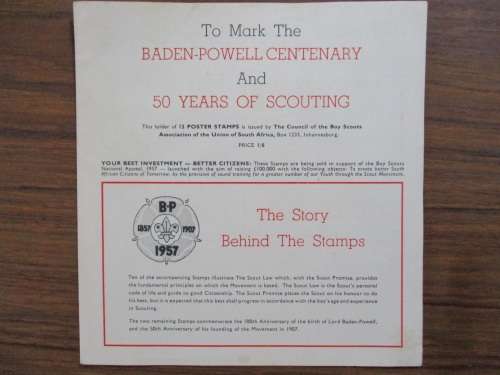 To Mark The
BADEN-POWELL CENTENARY
And
50 YEARS OF SCOUTING
This folder of 12 POSTER STAMPS is issued by The Council of the Boy Scouts
Association of the Union of South Africa, Box 1235, Johannesburg.
PRICE 1/6
YOUR BEST INVESTMENT — BETTER CITIZENS: These Stamps are being sold in support of the Boy Scouts
National Appeal, 1957 — launched with the aim of raising £100,000 with the following objects: To create better South
African Citizens of Tomorrow, by the provision of sound training for a greater number of our Youth through the Scout Movement.
B-P
1857 1907
1957
The Story
Behind The Stamps
Ten of the accompanying Stamps illustrate The Scout Law which, with the Scout Promise, provides
the fundamental principles on which the Movement is based. The Scout Law is the Scout's personal
code of life and guide to good Citizenship. The Scout Promise places the Scout on his honour to do
his best, but it is expected that this best shall progress in accordance with the boy's age and experience
in Scouting.
The two remaining Stamps commemorate the 100th Anniversary of the birth of Lord Baden-Powell,
and the 50th Anniversary of his founding of the Movement in 1907.